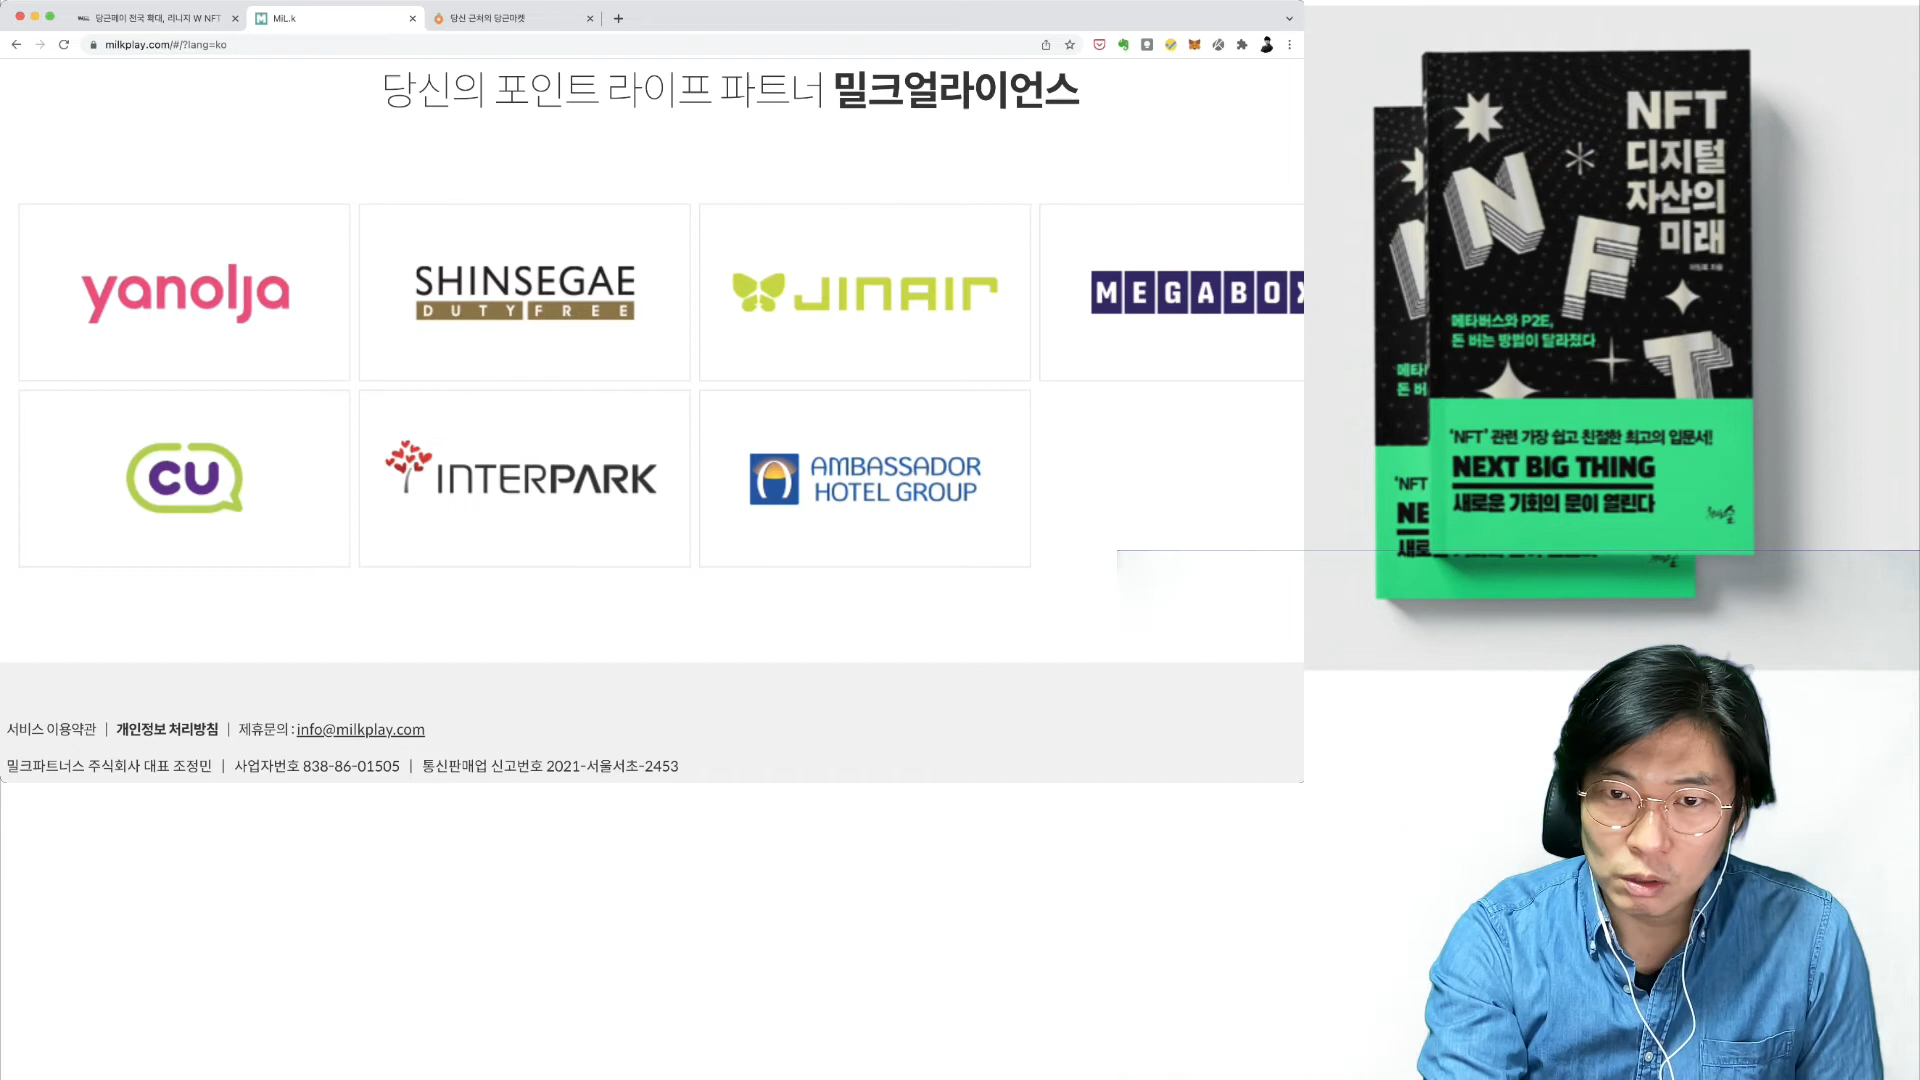 당근페이 전국 확대, 리니지 W NFT
MiL.k
당신 근처의 당근마켓
milkplay.com/#/?lang=ko
당신의 포인트 라이프 파트너 밀크얼라이언스
yanolja
SHINSEGAE
DUTY FREE
JINAIR
MEGABOX
CU
INTERPARK
AMBASSADOR
HOTEL GROUP
서비스 이용약관 | 개인정보 처리방침 | 제휴문의 : info@milkplay.com
밀크파트너스 주식회사 대표 조정민 | 사업자번호 838-86-01505 | 통신판매업 신고번호 2021-서울서초-2453
NFT
디지털
자산의
미래
N
F
T
메타버스와 P2E,
돈 버는 방법이 달라졌다
'NFT' 관련 가장 쉽고 친절한 최고의 입문서!
NEXT BIG THING
새로운 기회의 문이 열린다
메타
돈 버
'NFT
NE
새로